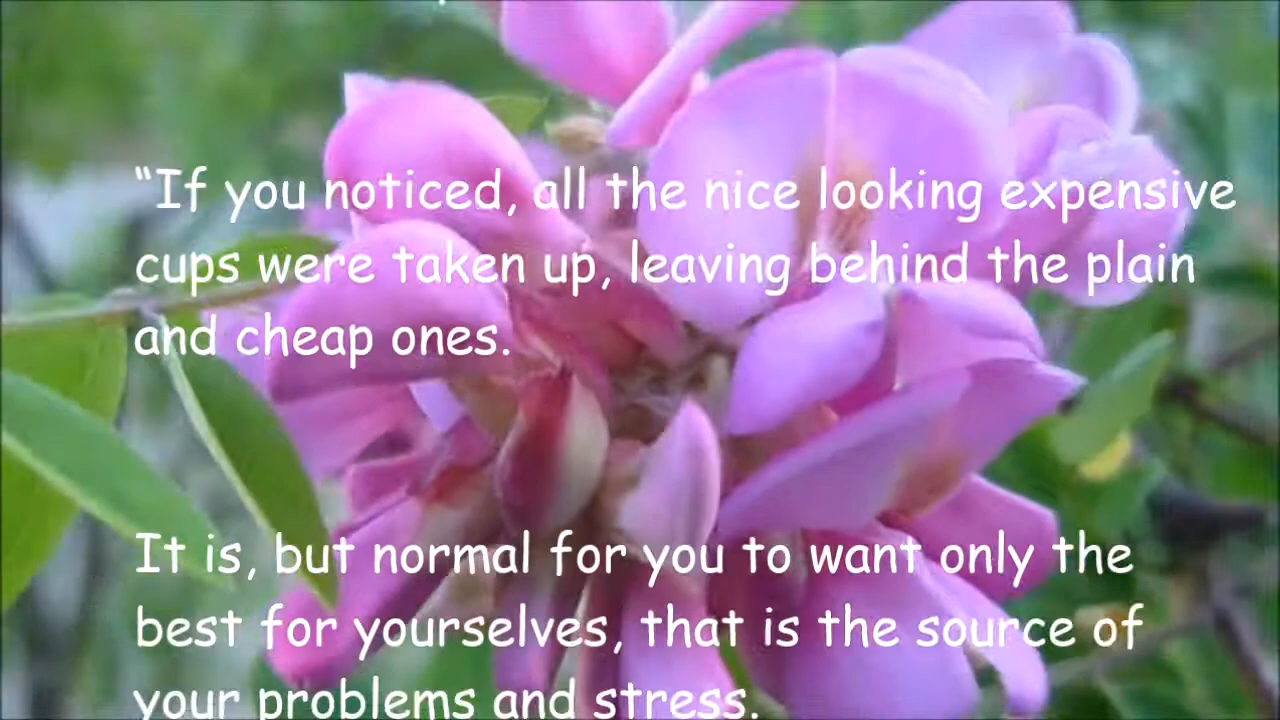 “If you noticed, all the nice looking expensive
cups were taken up, leaving behind the plain
and cheap ones.
It is, but normal for you to want only the
best for yourselves, that is the source of
your problems and stress.